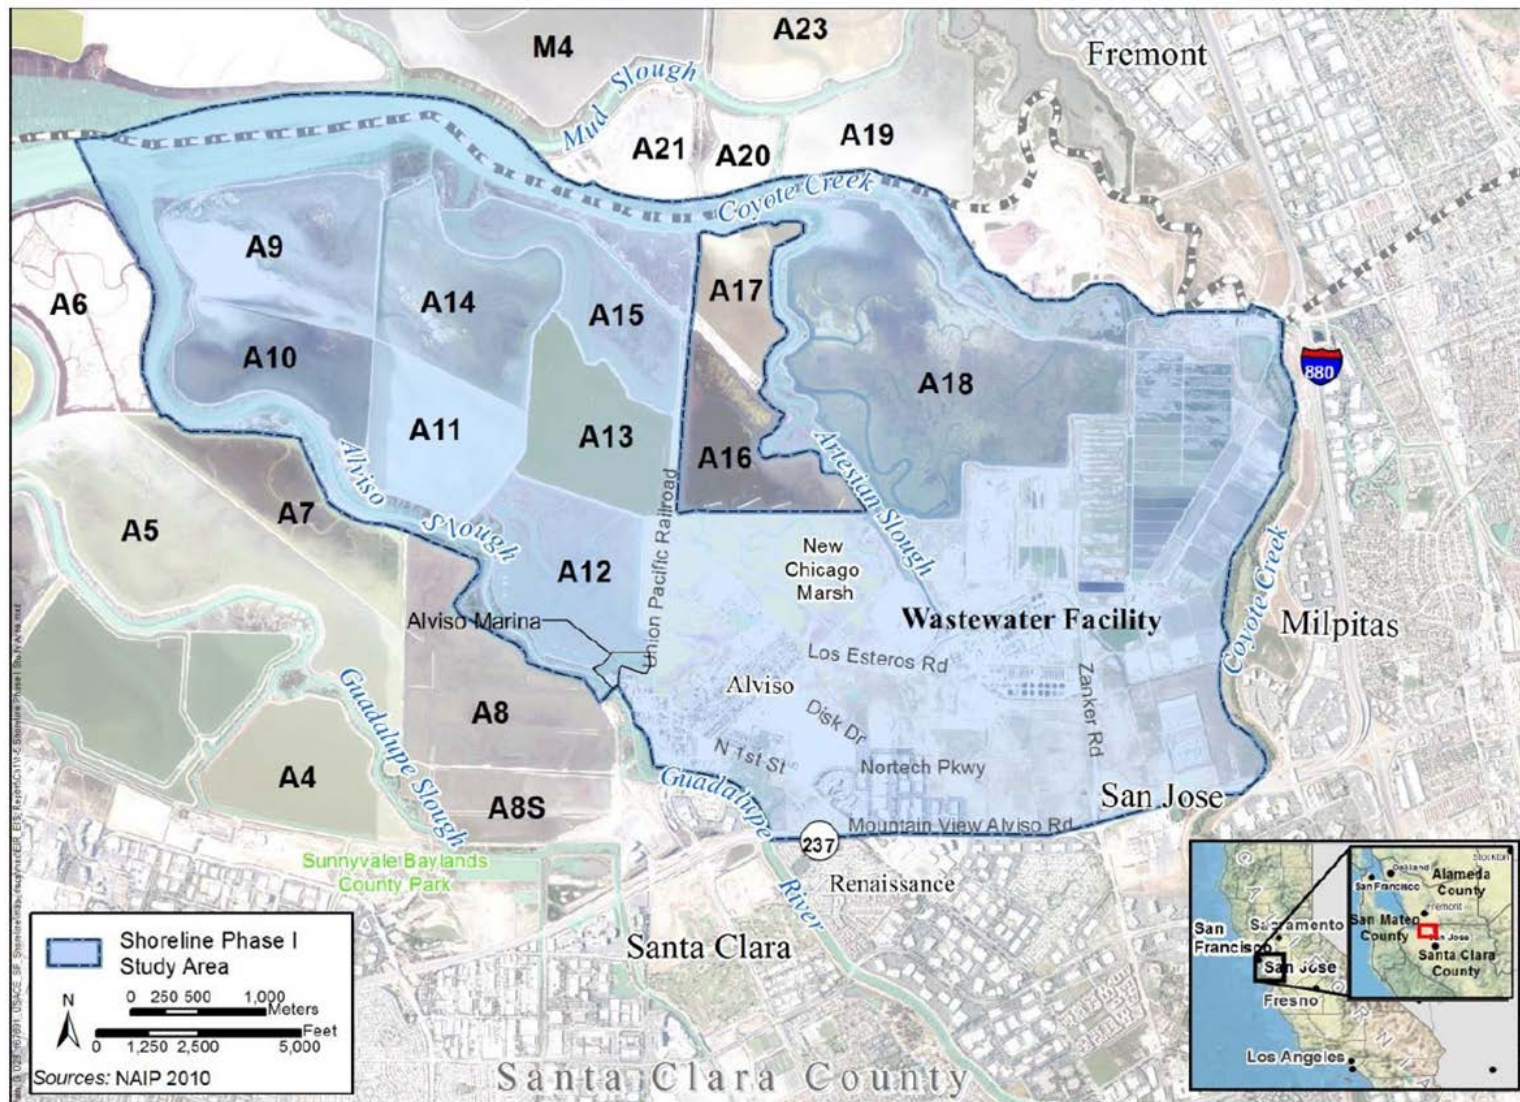 M4
A23
Fremont
Mud Slough
A21
A20
A19
Coyote Creek
A9
A17
A6
A14
A15
A10
A18
880
A11
A13
A16
Alviso Slough
Artesian Slough
Union Pacific Railroad
A7
A5
New
Chicago
Marsh
A12
Coyote Creek
Wastewater Facility
Milpitas
Alviso Marina
Los Esteros Rd
Zanker Rd
Alviso
Guadalupe Slough
A8
Disk Dr
N 1st St
Nortech Pkwy
A4
A8S
Guadalupe River
San Jose
Mountain View Alviso Rd
237
Sunnyvale Baylands
County Park
Renaissance
Santa Clara
Santa Clara County
Shoreline Phase I
Study Area
N
0 250 500 1,000
Meters
Feet
0 1,250 2,500 5,000
Sources: NAIP 2010
CALIFORNIA
San
Francisco
Sacramento
San Jose
Fresno
Los Angeles
Stockton
Oakland
San Francisco
Alameda
County
Fremont
San Mateo
County
San Jose
Santa Clara
County